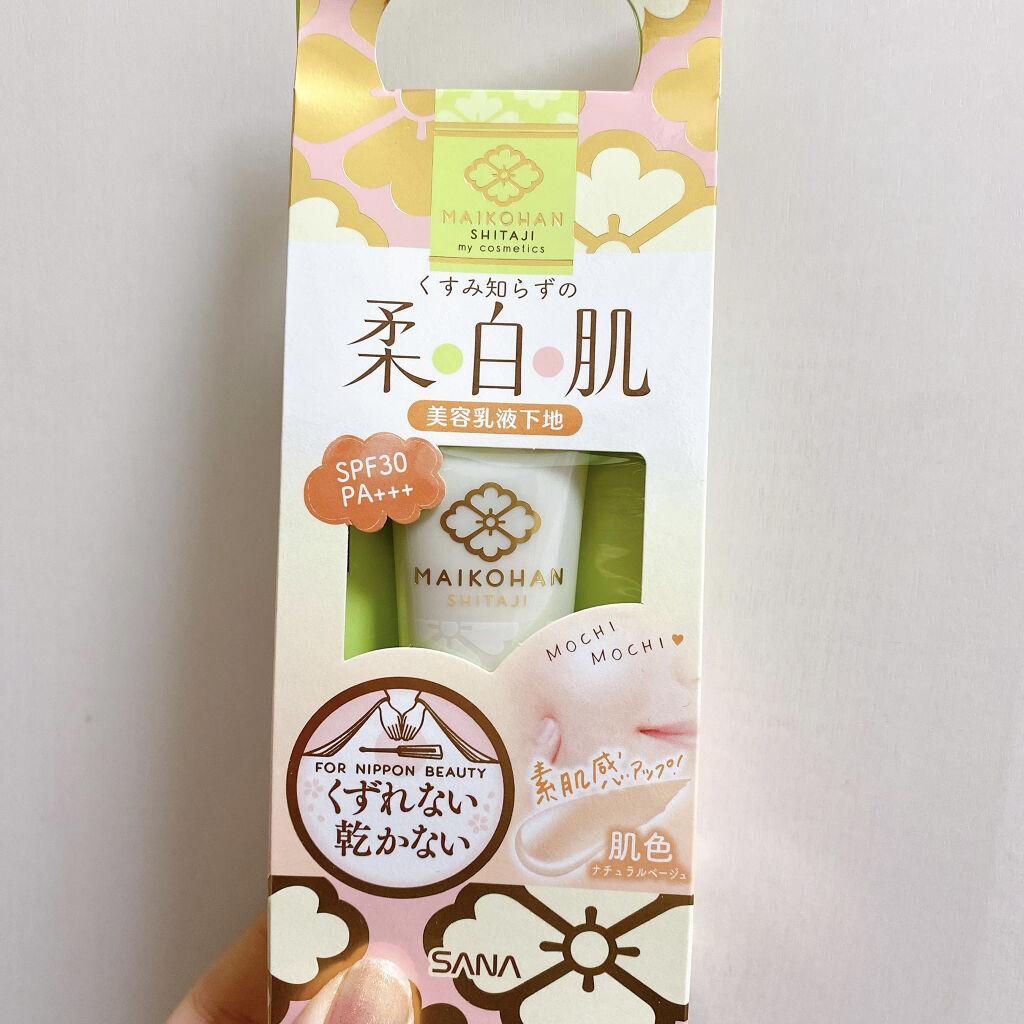 MAIKOHAN
SHITAJI
my cosmetics
くすみ知らずの
柔・白・肌
美容乳液下地
SPF30
PA+++
MAIKOHAN
SHITAJI
MOCHI
MOCHI♥
FOR NIPPON BEAUTY
くずれない
乾かない
素肌感アップ!
肌色
ナチュラルベージュ
SANA